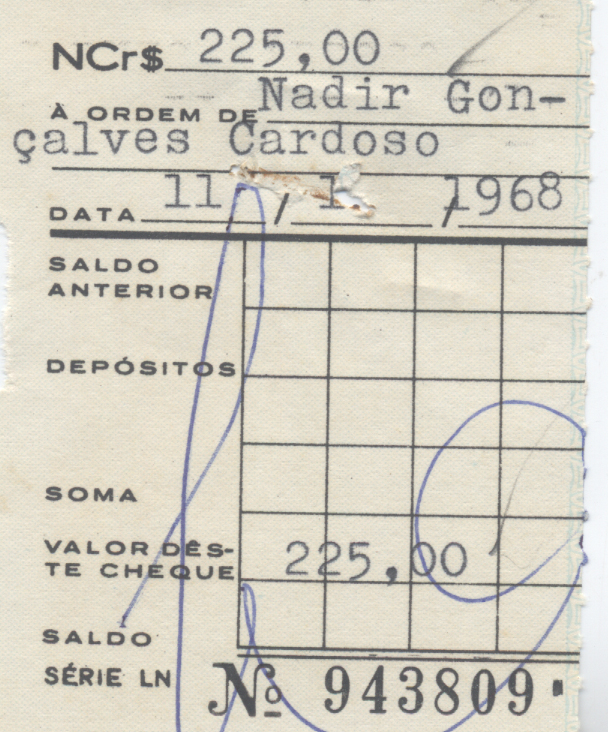 NCr$ 225,00
À ORDEM DE Nadir Gon-
çalves Cardoso
DATA 11 / 1 / 1968
SALDO
ANTERIOR
DEPÓSITOS
SOMA
VALOR DÊS-
TE CHEQUE 225,00
SALDO
SÉRIE LN Nº 943809